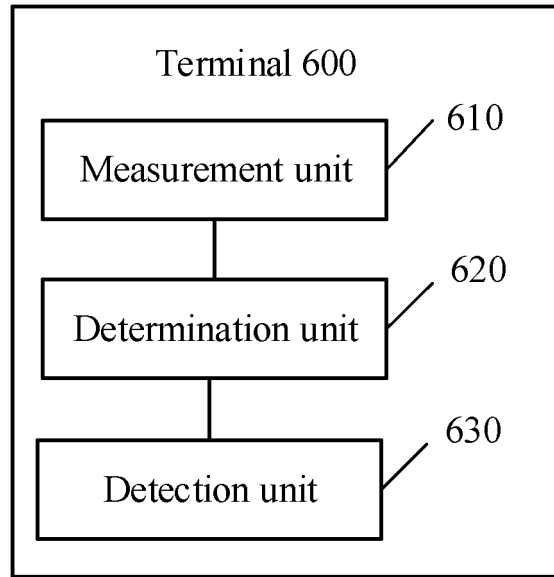 Terminal 600
610
Measurement unit
620
Determination unit
630
Detection unit